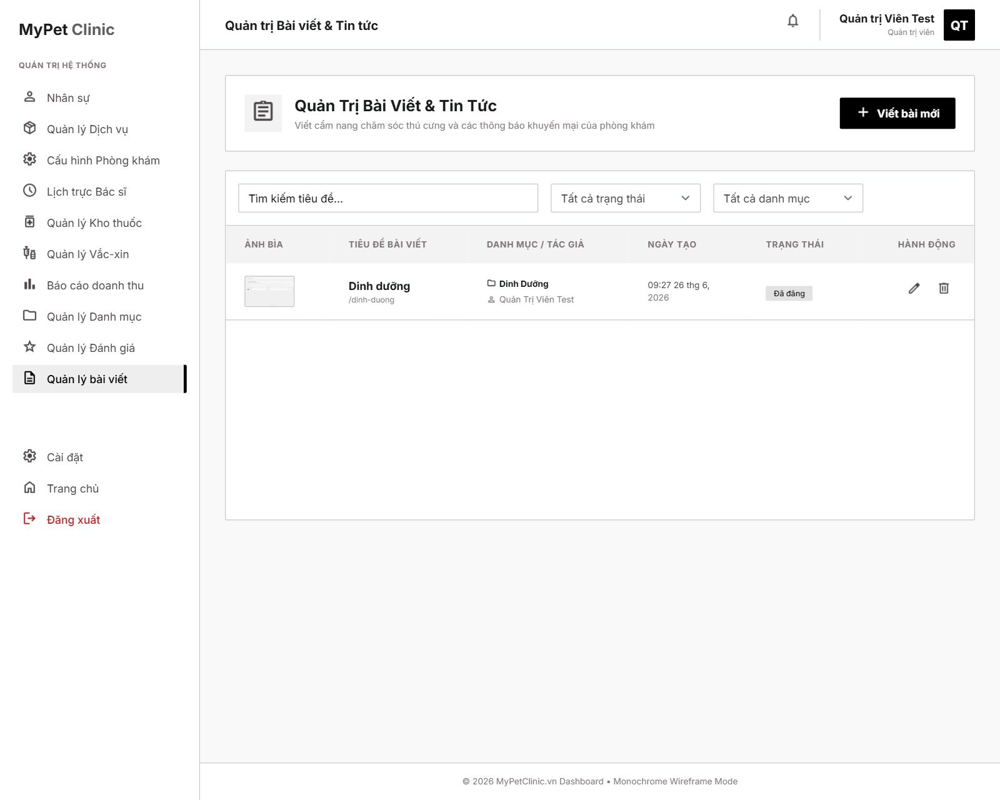 MyPet Clinic
QUẢN TRỊ HỆ THỐNG
Nhân sự
Quản lý Dịch vụ
Cấu hình Phòng khám
Lịch trực Bác sĩ
Quản lý Kho thuốc
Quản lý Vắc-xin
Báo cáo doanh thu
Quản lý Danh mục
Quản lý Đánh giá
Quản lý bài viết
Cài đặt
Trang chủ
Đăng xuất
Quản trị Bài viết & Tin tức
Quản trị Viên Test
Quản trị viên
QT
Quản Trị Bài Viết & Tin Tức
Viết cẩm nang chăm sóc thú cưng và các thông báo khuyến mại của phòng khám
Viết bài mới
Tìm kiếm tiêu đề...
Tất cả trạng thái
Tất cả danh mục
ẢNH BÌA
TIÊU ĐỀ BÀI VIẾT
DANH MỤC / TÁC GIẢ
NGÀY TẠO
TRẠNG THÁI
HÀNH ĐỘNG
Dinh dưỡng
/dinh-duong
Dinh Dưỡng
Quản Trị Viên Test
09:27 26 thg 6,
2026
Đã đăng
© 2026 MyPetClinic.vn Dashboard • Monochrome Wireframe Mode